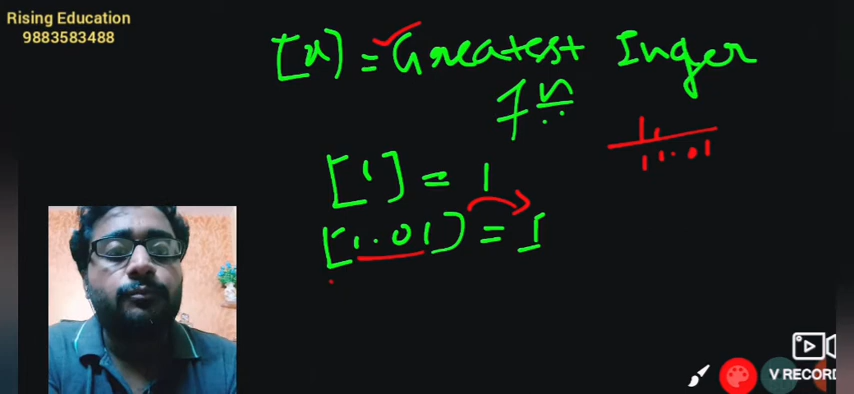 Rising Education
9883583488
[x] = Greatest Inger
fn
[1] = 1
[1.01] = 1
1.01
V RECORD